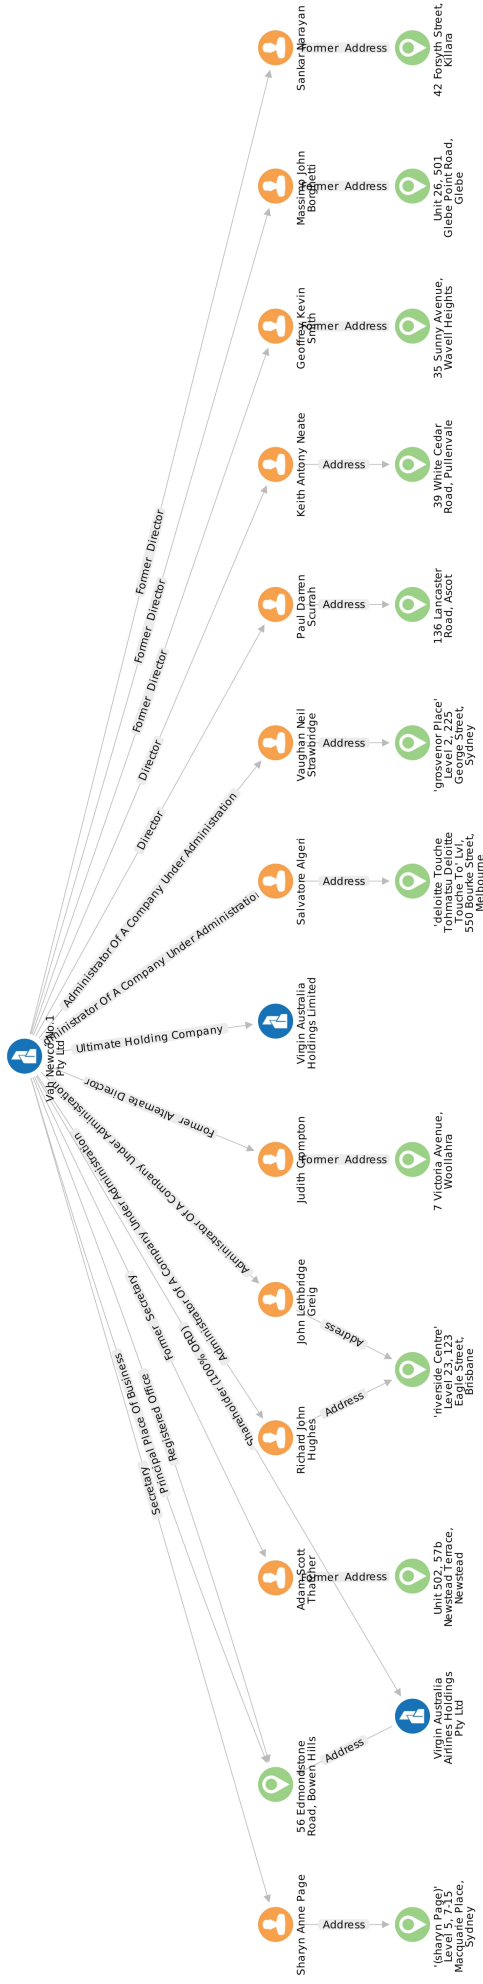 Sankar Narayan
Former Address
42 Forsyth Street,
Killara
Massimo John
Borghetti
Former Address
Unit 26, 501
Glebe Point Road,
Glebe
Geoffrey Kevin
Smith
Former Address
35 Sunny Avenue,
Wavell Heights
Keith Antony Neate
Address
39 White Cedar
Road, Pullenvale
Paul Darren
Scurrah
Address
136 Lancaster
Road, Ascot
Vaughan Neil
Strawbridge
Address
'grosvenor Place'
Level 2, 225
George Street,
Sydney
Salvatore Algeri
Address
'deloitte Touche
Tohmatsu Deloitte
Touche To' Lvl,
550 Bourke Street,
Melbourne
Former Director
Former Director
Former Director
Director
Director
Administrator Of A Company Under Administration
Administrator Of A Company Under Administration
Vah Newco No.1
Pty Ltd
Ultimate Holding Company
Virgin Australia
Holdings Limited
Former Alternate Director
Judith Crompton
Former Address
7 Victoria Avenue,
Woollahra
Administrator Of A Company Under Administration
John Lethbridge
Greig
Address
'riverside Centre'
Level 23, 123
Eagle Street,
Brisbane
Administrator Of A Company Under Administration
Richard John
Hughes
Address
Shareholder (100% ORD)
Former Secretary
Adam Scott
Thatcher
Former Address
Unit 502, 57b
Newstead Terrace,
Newstead
Virgin Australia
Airlines Holdings
Pty Ltd
Registered Office
Principal Place Of Business
56 Edmondstone
Road, Bowen Hills
Address
Secretary
Sharyn Anne Page
Address
'(sharyn Page)'
Level 5, 7-15
Macquarie Place,
Sydney